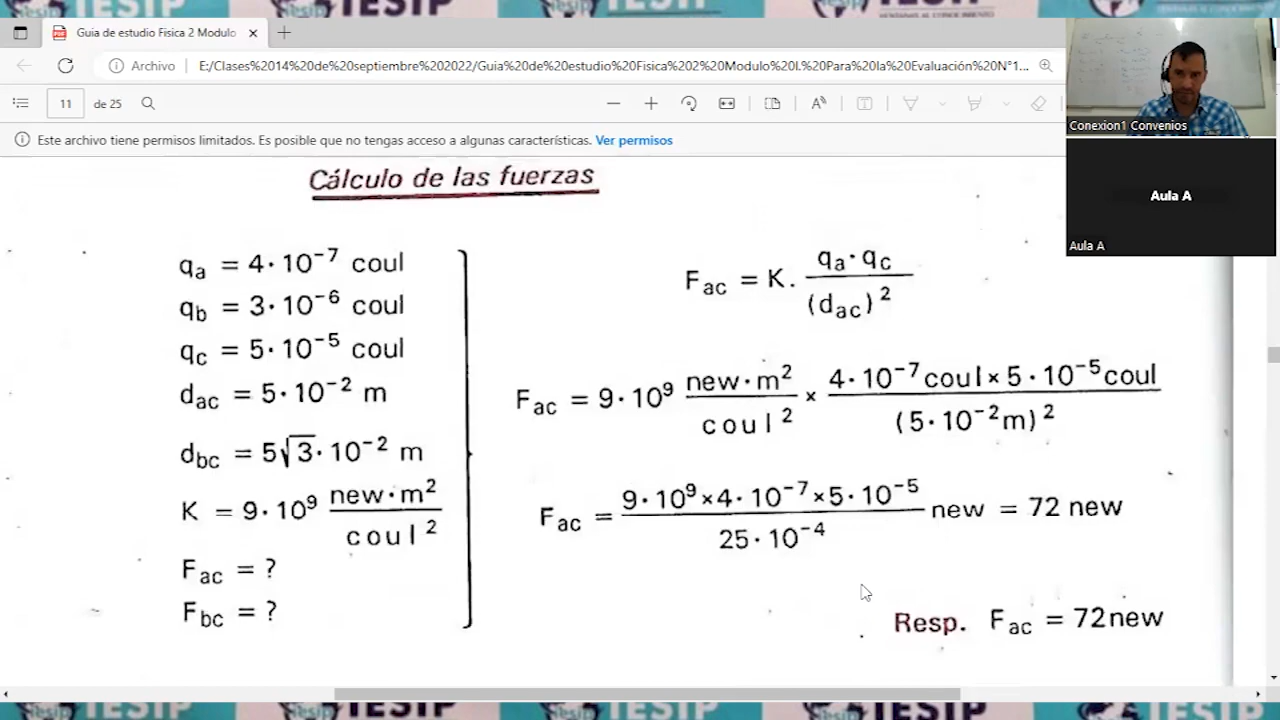 TESIP
Guia de estudio Fisica 2 Modulo
Archivo
E:/Clases%2014%20de%20septiembre%20%2022/Guia%20de%20estudio%20Fisica%202%20Modulo%20I.%20Para%20la%20Evaluación%20N°1...
11 de 25
Este archivo tiene permisos limitados. Es posible que no tengas acceso a algunas características. Ver permisos
Conexion1 Convenios
Aula A
Aula A
Cálculo de las fuerzas
qa = 4·10⁻⁷ coul
qb = 3·10⁻⁶ coul
qc = 5·10⁻⁵ coul
dac = 5·10⁻² m
dbc = 5√3·10⁻² m
K = 9·10⁹ new·m² / coul²
Fac = ?
Fbc = ?
Fac = K. qa·qc / (dac)²
Fac = 9·10⁹ new·m² / coul² × 4·10⁻⁷coul×5·10⁻⁵coul / (5·10⁻²m)²
Fac = 9·10⁹×4·10⁻⁷×5·10⁻⁵ / 25·10⁻⁴ new = 72 new
Resp. Fac = 72new